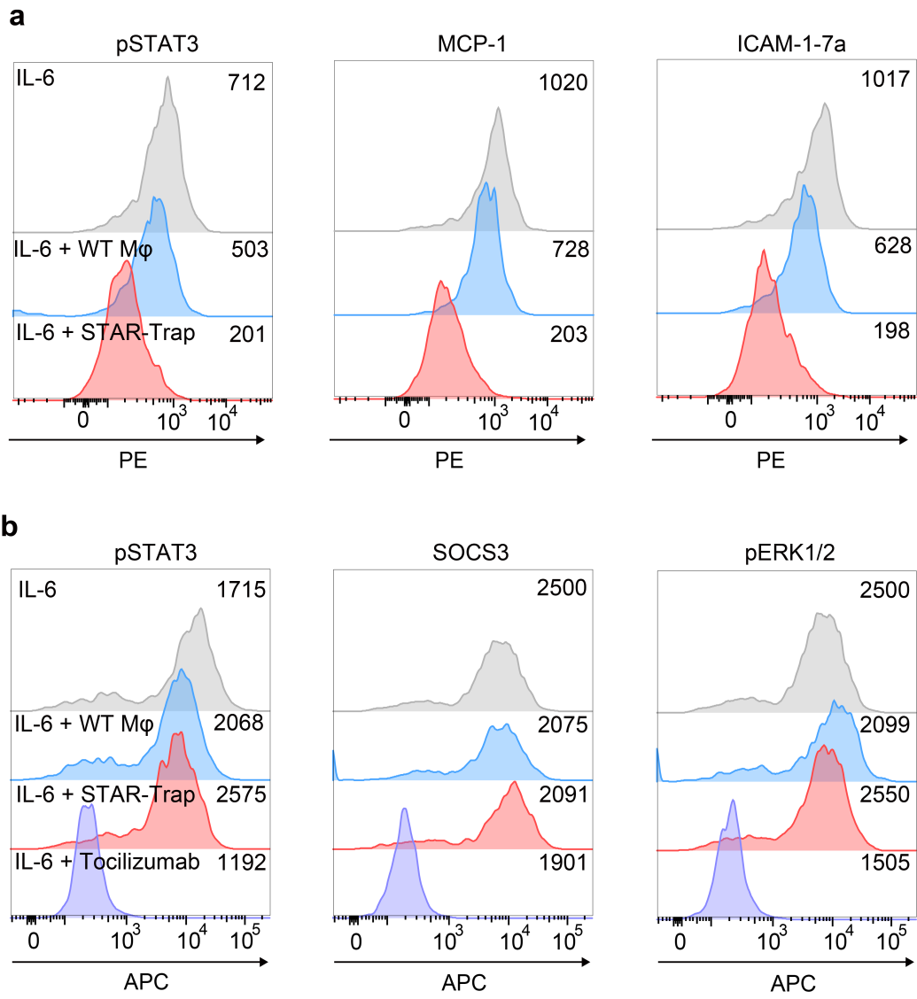 a
pSTAT3
MCP-1
ICAM-1-7a
IL-6
712
1020
1017
IL-6 + WT Mφ
503
728
628
IL-6 + STAR-Trap
201
203
198
0 10³ 10⁴
0 10³ 10⁴
0 10³ 10⁴
PE
PE
PE
b
pSTAT3
SOCS3
pERK1/2
IL-6
1715
2500
2500
IL-6 + WT Mφ
2068
2075
2099
IL-6 + STAR-Trap
2575
2091
2550
IL-6 + Tocilizumab
1192
1901
1505
0 10³ 10⁴ 10⁵
0 10³ 10⁴ 10⁵
0 10³ 10⁴ 10⁵
APC
APC
APC